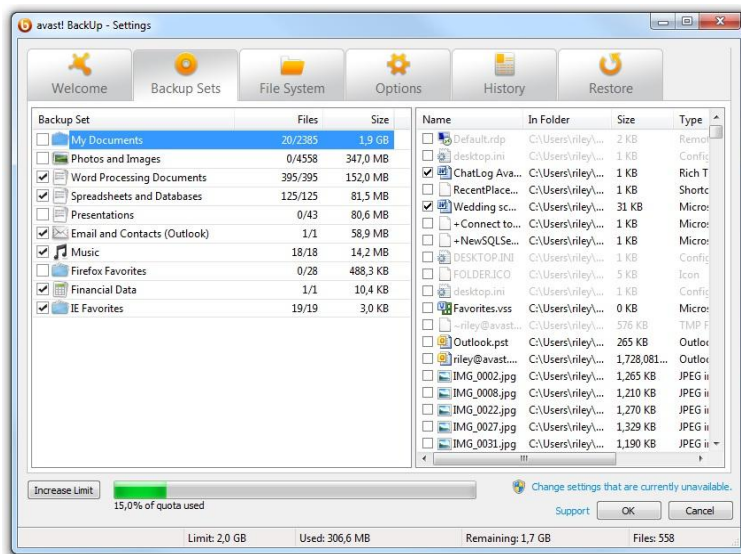 avast! BackUp - Settings
Welcome Backup Sets File System Options History Restore
Backup Set Files Size
My Documents 20/2385 1,9 GB
Photos and Images 0/4558 347,0 MB
Word Processing Documents 395/395 152,0 MB
Spreadsheets and Databases 125/125 81,5 MB
Presentations 0/43 80,6 MB
Email and Contacts (Outlook) 1/1 58,9 MB
Music 18/18 14,2 MB
Firefox Favorites 0/28 488,3 KB
Financial Data 1/1 10,4 KB
IE Favorites 19/19 3,0 KB
Name In Folder Size Type
Default.rdp C:\Users\riley\... 2 KB Remot
desktop.ini C:\Users\riley\... 1 KB Config
ChatLog Ava... C:\Users\riley\... 1 KB Rich T
RecentPlace... C:\Users\riley\... 1 KB Shortc
Wedding sc... C:\Users\riley\... 31 KB Micros
+Connect to... C:\Users\riley\... 1 KB Micros
+NewSQLSe... C:\Users\riley\... 1 KB Micros
DESKTOP.INI C:\Users\riley\... 1 KB Config
FOLDER.ICO C:\Users\riley\... 5 KB Icon
desktop.ini C:\Users\riley\... 1 KB Config
Favorites.vss C:\Users\riley\... 0 KB Micros
~riley@avast... C:\Users\riley\... 576 KB TMP F
Outlook.pst C:\Users\riley\... 265 KB Outloo
riley@avast.... C:\Users\riley\... 1,728,081... Outloo
IMG_0002.jpg C:\Users\riley\... 1,265 KB JPEG i
IMG_0008.jpg C:\Users\riley\... 1,210 KB JPEG i
IMG_0022.jpg C:\Users\riley\... 1,270 KB JPEG i
IMG_0027.jpg C:\Users\riley\... 1,329 KB JPEG i
IMG_0031.jpg C:\Users\riley\... 1,190 KB JPEG i
Increase Limit
15,0% of quota used
Change settings that are currently unavailable.
Support OK Cancel
Limit: 2,0 GB Used: 306,6 MB Remaining: 1,7 GB Files: 558